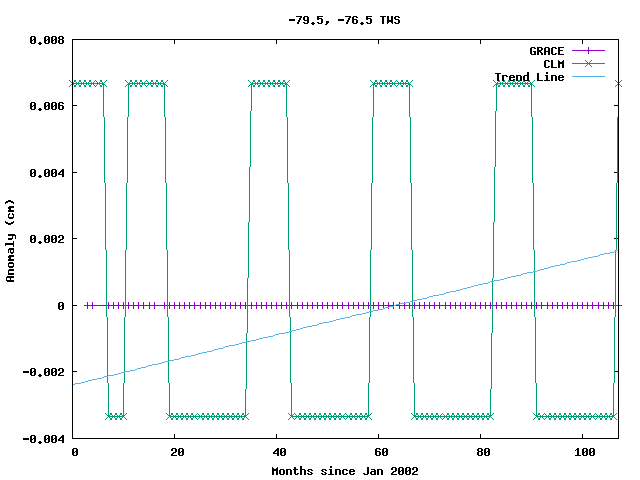 -79.5, -76.5 TWS
0.008
0.006
0.004
0.002
0
-0.002
-0.004
Anomaly (cm)
GRACE
CLM
Trend Line
0 20 40 60 80 100
Months since Jan 2002